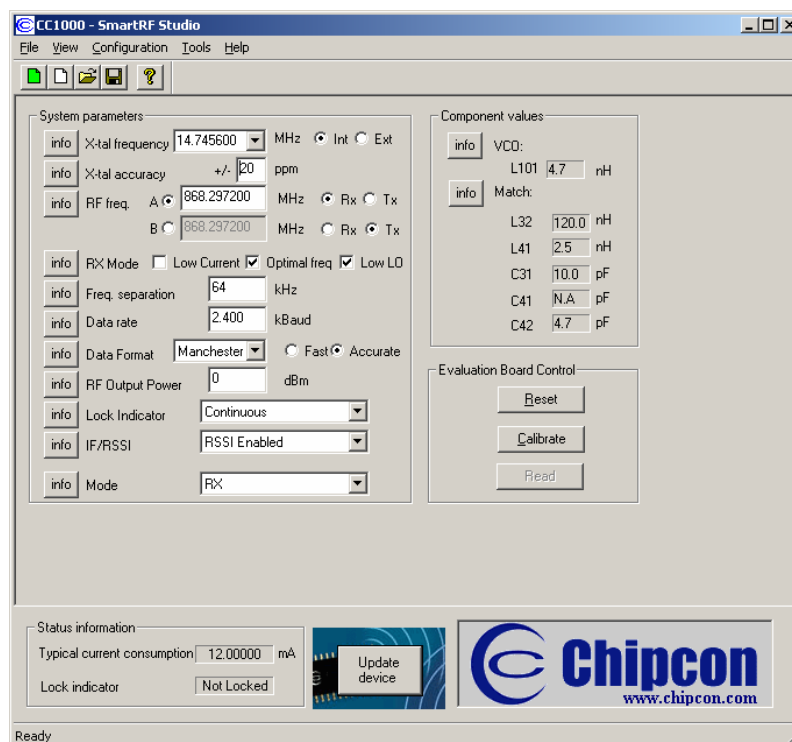 CC1000 - SmartRF Studio
File View Configuration Tools Help
System parameters
info X-tal frequency 14.745600 MHz Int Ext
info X-tal accuracy +/- 20 ppm
info RF freq. A 868.297200 MHz Rx Tx
B 868.297200 MHz Rx Tx
info RX Mode Low Current Optimal freq Low LO
info Freq. separation 64 kHz
info Data rate 2.400 kBaud
info Data Format Manchester Fast Accurate
info RF Output Power 0 dBm
info Lock Indicator Continuous
info IF/RSSI RSSI Enabled
info Mode RX
Component values
info VCO:
L101 4.7 nH
info Match:
L32 120.0 nH
L41 2.5 nH
C31 10.0 pF
C41 N.A pF
C42 4.7 pF
Evaluation Board Control
Reset
Calibrate
Read
Status information
Typical current consumption 12.00000 mA
Lock indicator Not Locked
Update
device
Chipcon
www.chipcon.com
Ready